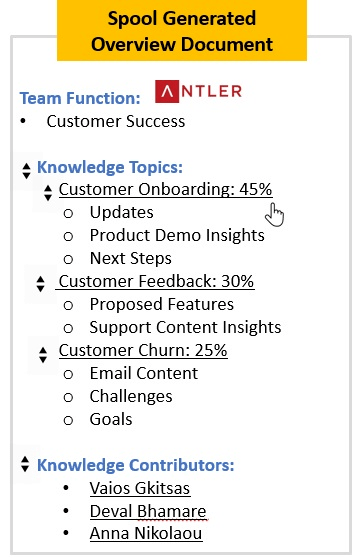 Spool Generated
Overview Document
Team Function: ANTLER
• Customer Success
Knowledge Topics:
Customer Onboarding: 45%
o Updates
o Product Demo Insights
o Next Steps
Customer Feedback: 30%
o Proposed Features
o Support Content Insights
Customer Churn: 25%
o Email Content
o Challenges
o Goals
Knowledge Contributors:
• Vaios Gkitsas
• Deval Bhamare
• Anna Nikolaou